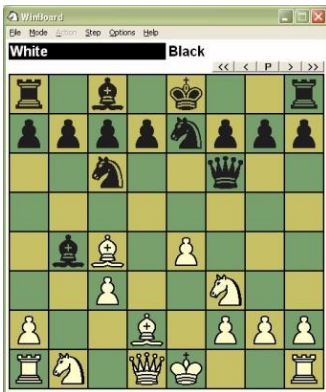 WinBoard
File Mode Action Step Options Help
White Black
<< < P > >>